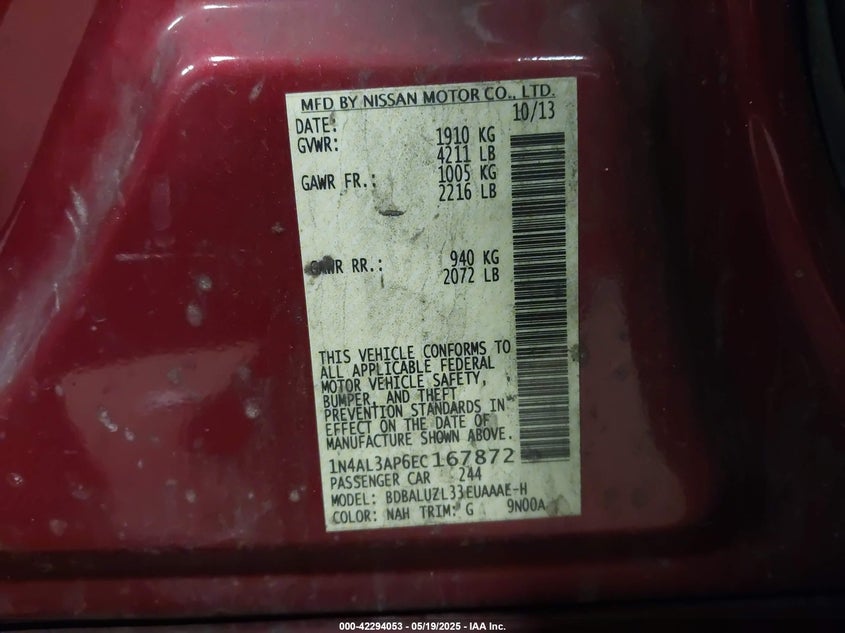 MFD BY NISSAN MOTOR CO., LTD.
DATE: 10/13
GVWR: 1910 KG
4211 LB
GAWR FR.: 1005 KG
2216 LB
GAWR RR.: 940 KG
2072 LB
THIS VEHICLE CONFORMS TO
ALL APPLICABLE FEDERAL
MOTOR VEHICLE SAFETY,
BUMPER, AND THEFT
PREVENTION STANDARDS IN
EFFECT ON THE DATE OF
MANUFACTURE SHOWN ABOVE.
1N4AL3AP6EC167872
PASSENGER CAR 244
MODEL: BDBALUZL33EUAAAE-H
COLOR: NAH TRIM: G 9N00A
000-42294053 - 05/19/2025 - IAA Inc.